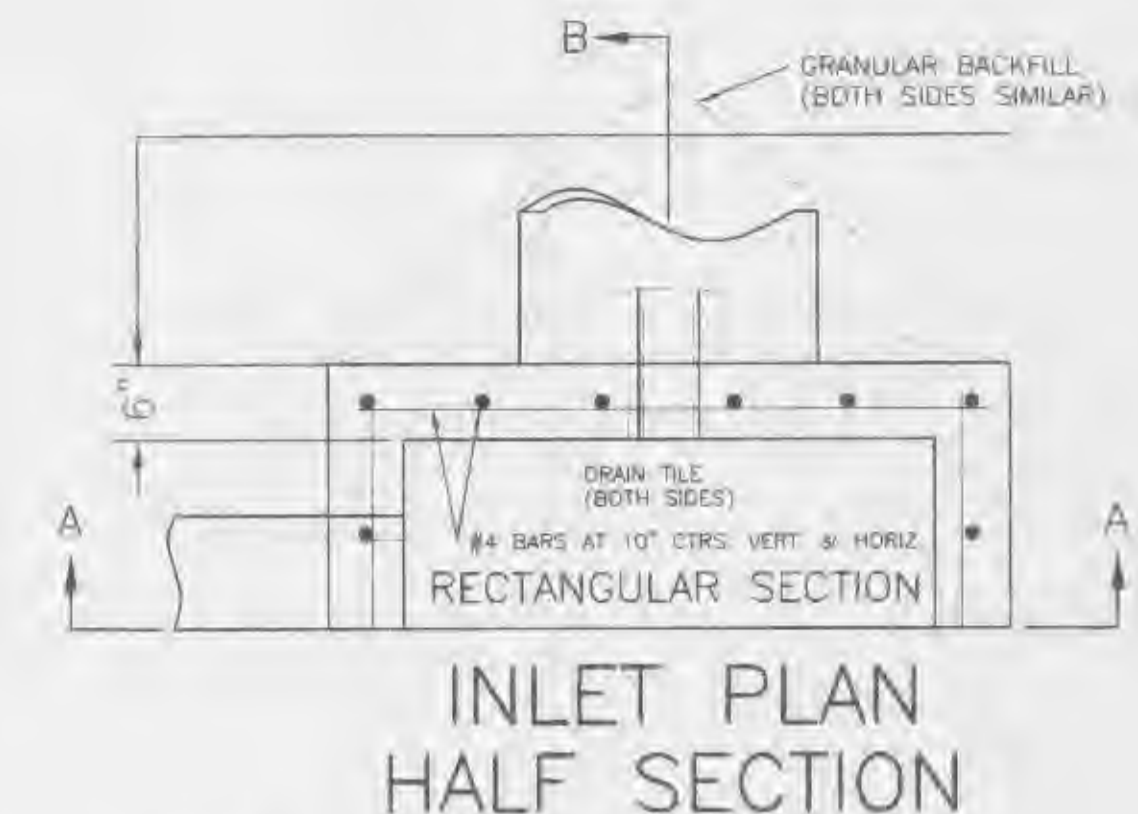 B
GRANULAR BACKFILL
(BOTH SIDES SIMILAR)
6"
DRAIN TILE
(BOTH SIDES)
A
A
#4 BARS AT 10" CTRS. VERT. & HORIZ.
RECTANGULAR SECTION
INLET PLAN
HALF SECTION